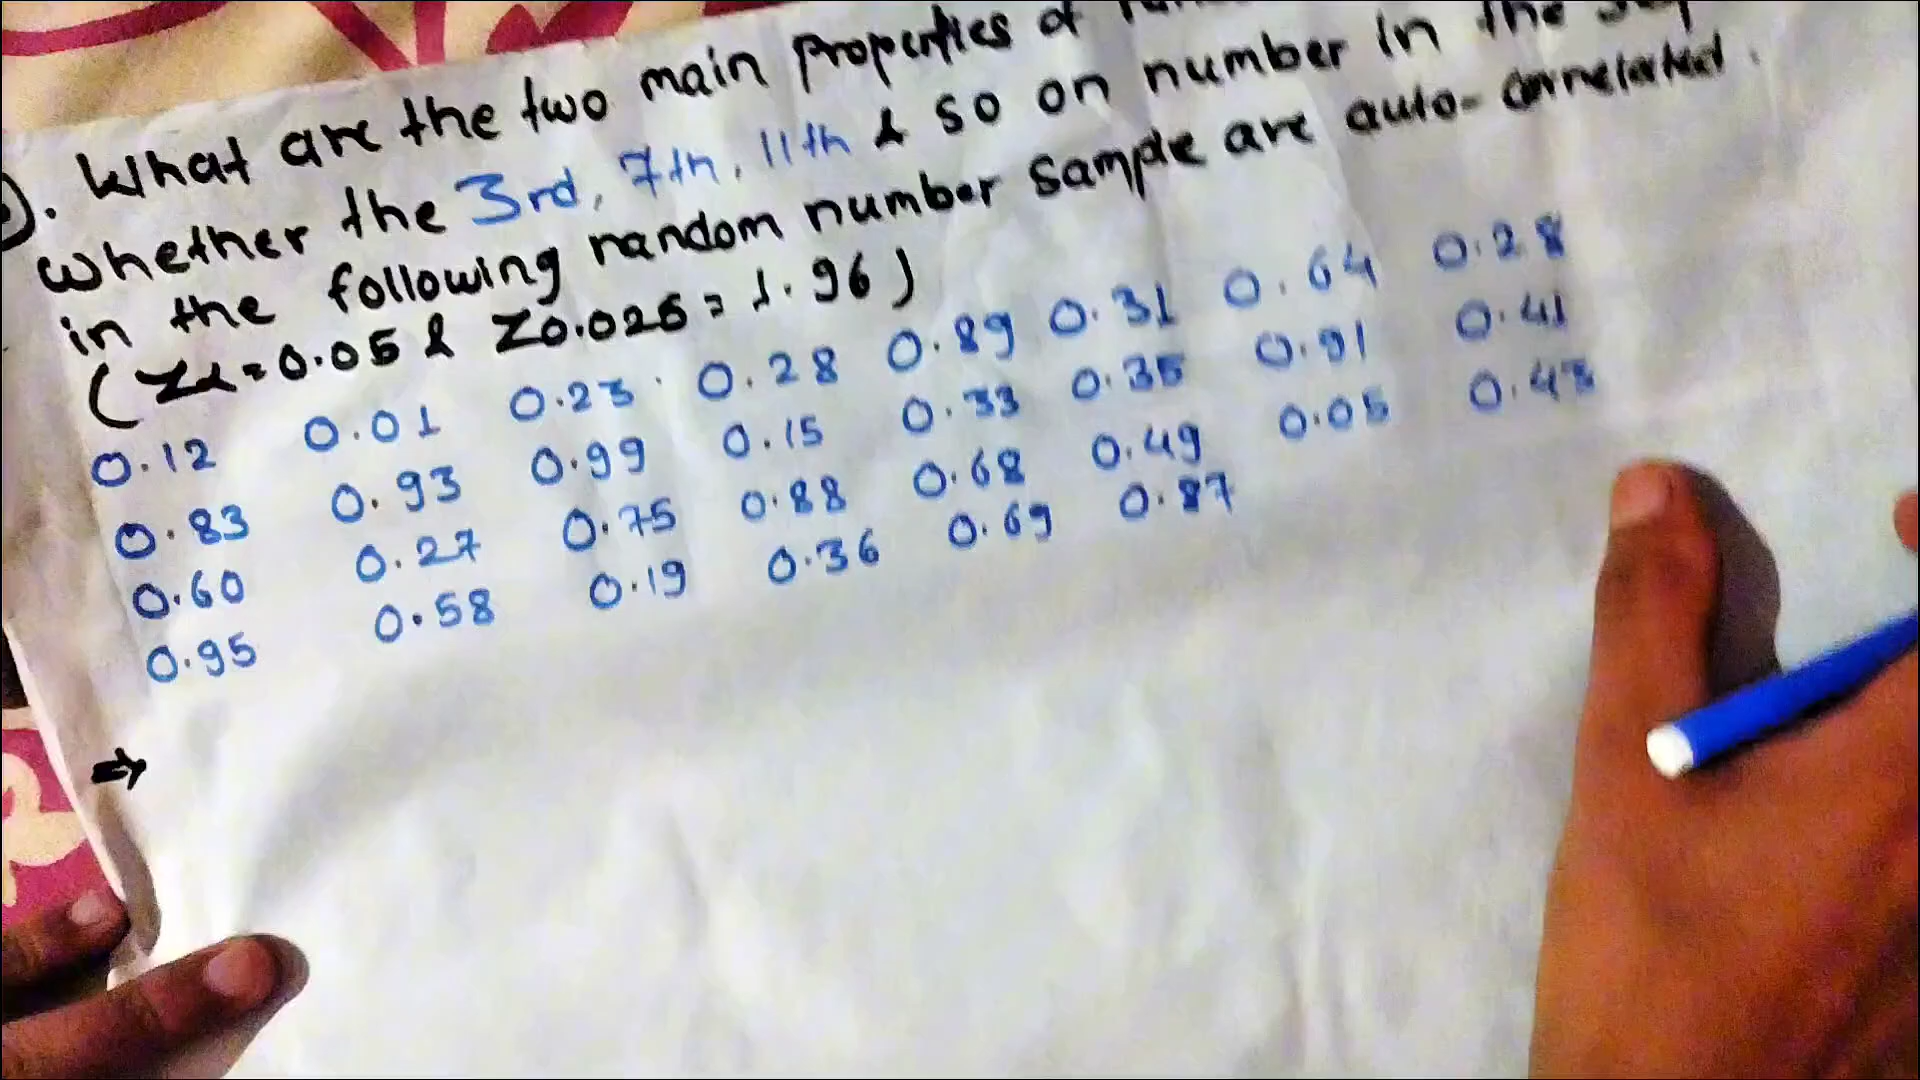 . What are the two main properties of
whether the 3rd, 7th, 11th & so on number in the
in the following random number sample are auto-correlated.
(Zα=0.05 & Z0.025=1.96)
0.12 0.01 0.23 0.28 0.89 0.31 0.64 0.28
0.83 0.93 0.99 0.15 0.33 0.35 0.91 0.41
0.60 0.27 0.75 0.88 0.68 0.49 0.05 0.43
0.95 0.58 0.19 0.36 0.69 0.87
⇒